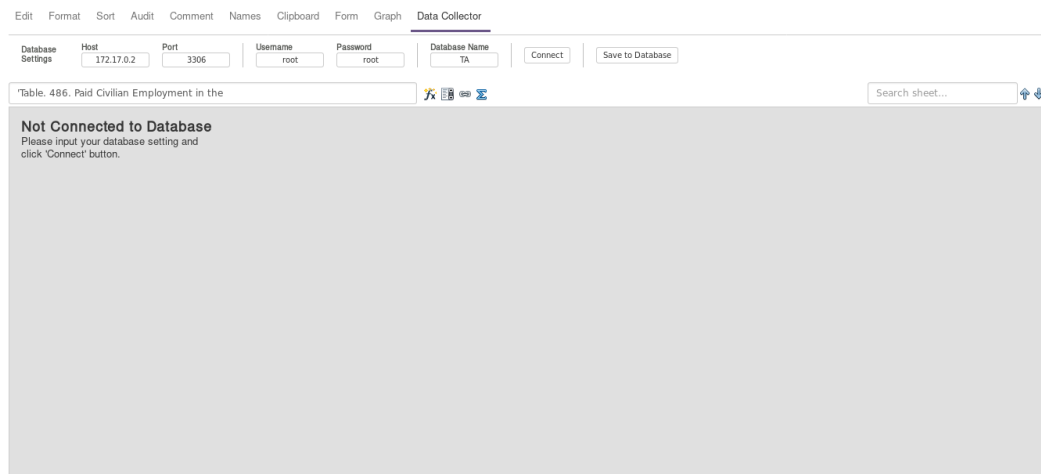 Edit Format Sort Audit Comment Names Clipboard Form Graph Data Collector
Database Settings
Host
172.17.0.2
Port
3306
Username
root
Password
root
Database Name
TA
Connect
Save to Database
'Table. 486. Paid Civilian Employment in the
Search sheet...
Not Connected to Database
Please input your database setting and
click 'Connect' button.